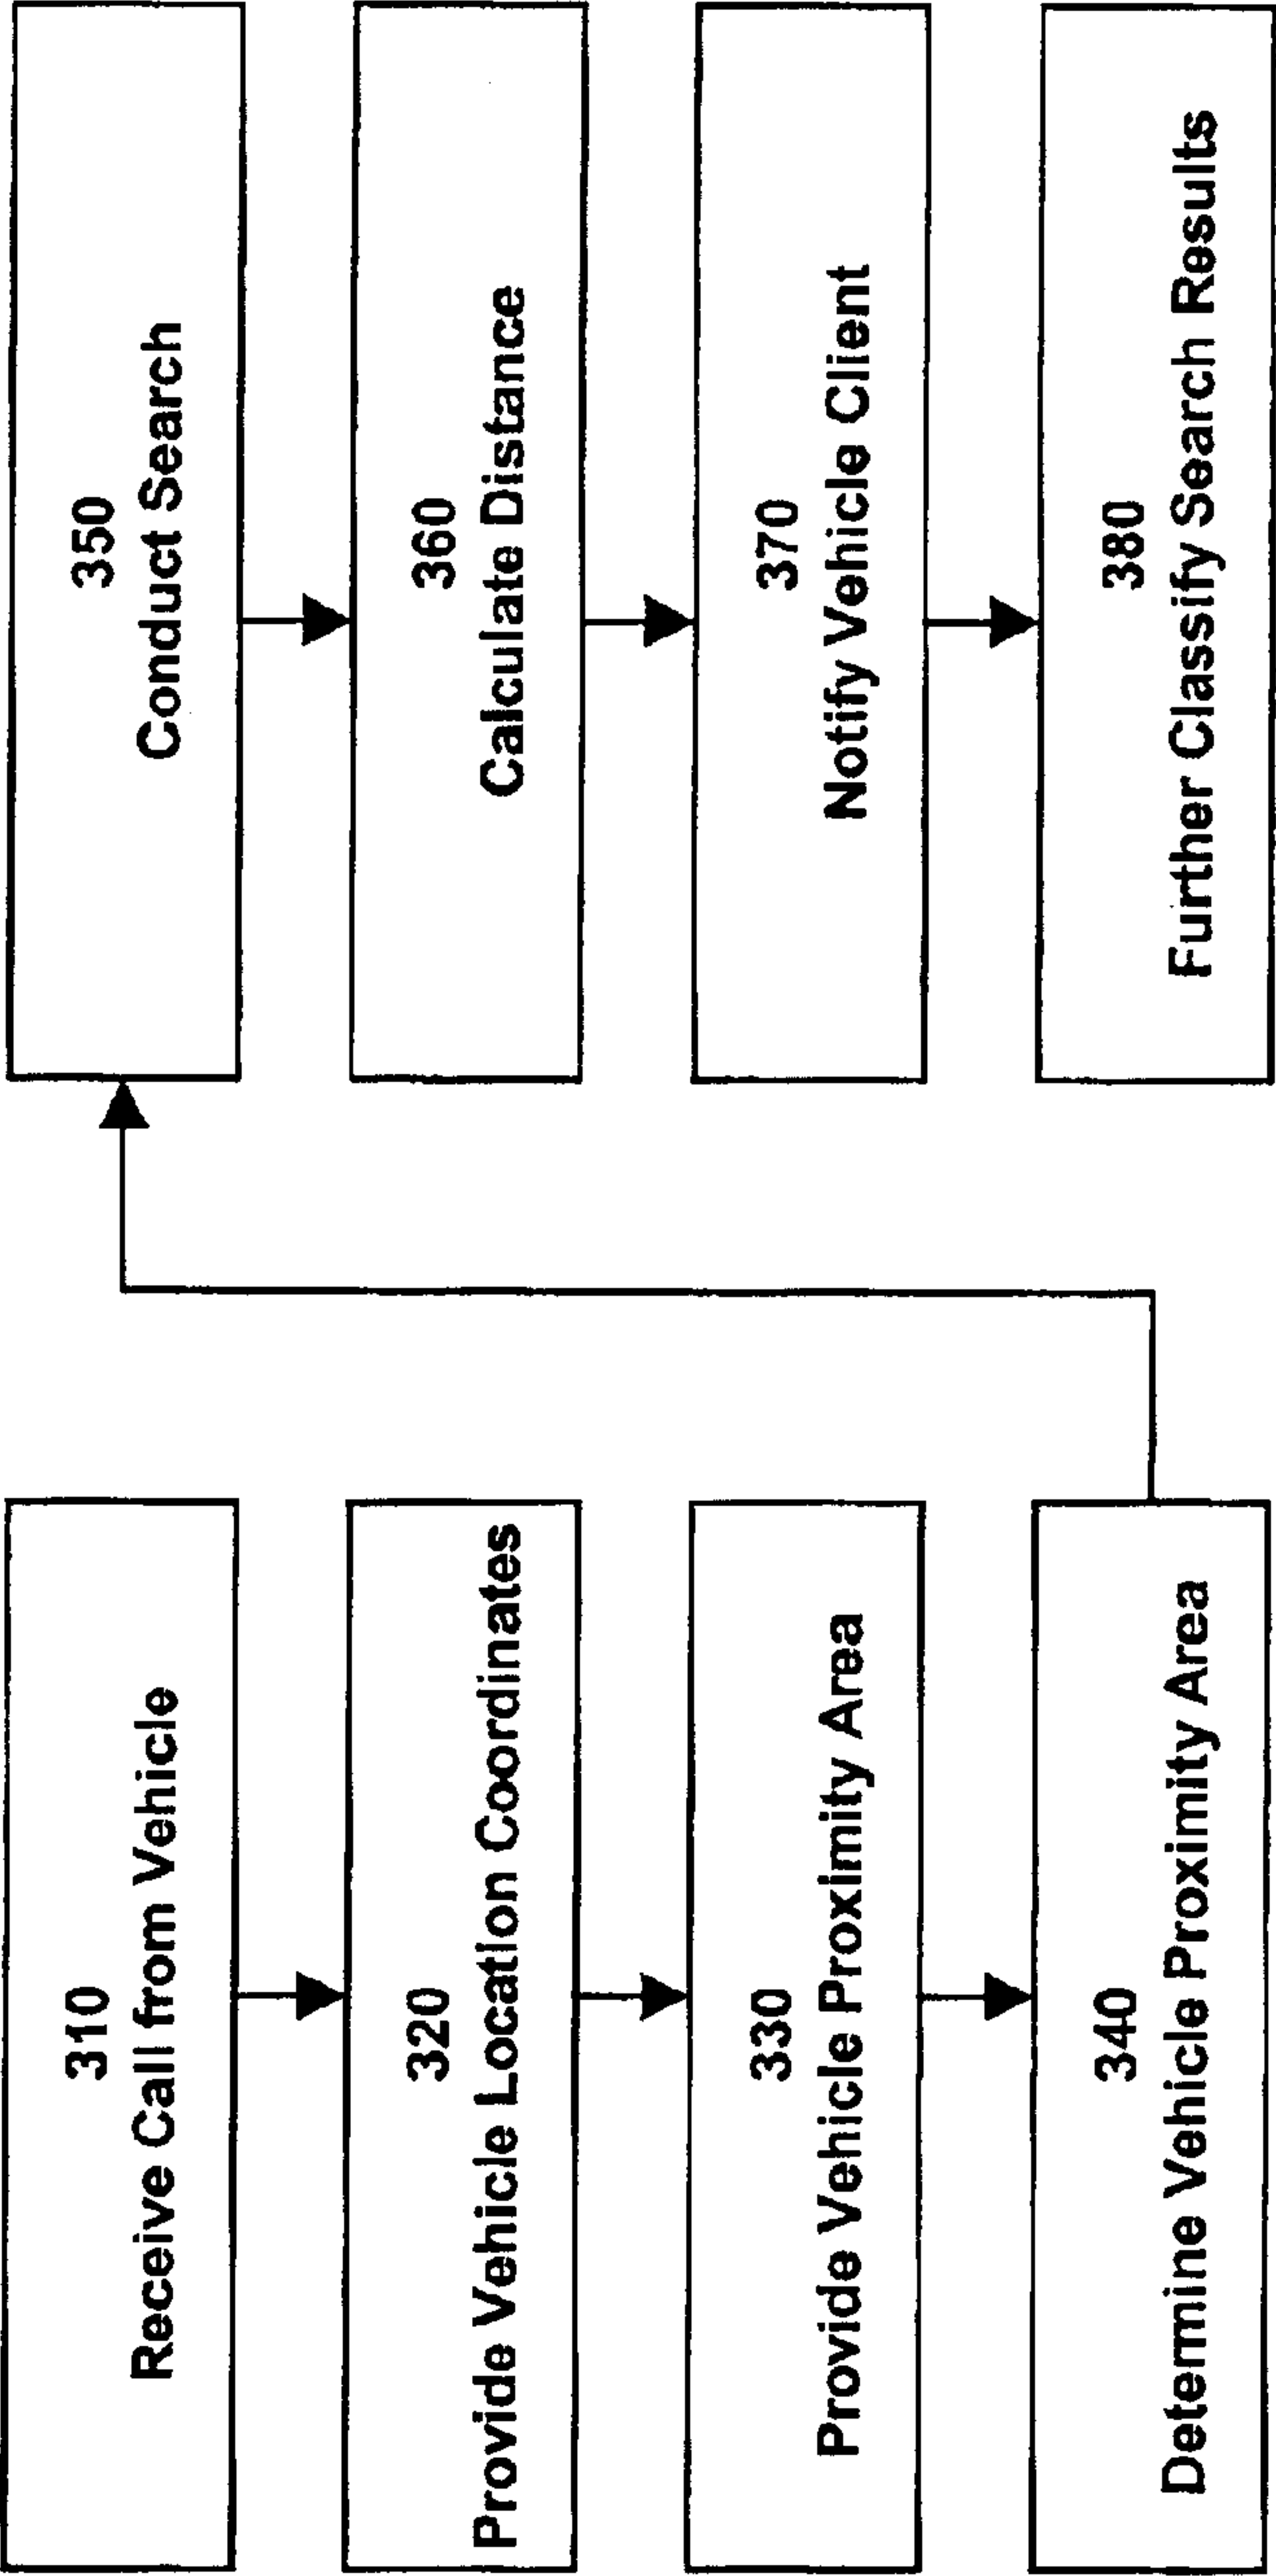 310
Receive Call from Vehicle
320
Provide Vehicle Location Coordinates
330
Provide Vehicle Proximity Area
340
Determine Vehicle Proximity Area
350
Conduct Search
360
Calculate Distance
370
Notify Vehicle Client
380
Further Classify Search Results